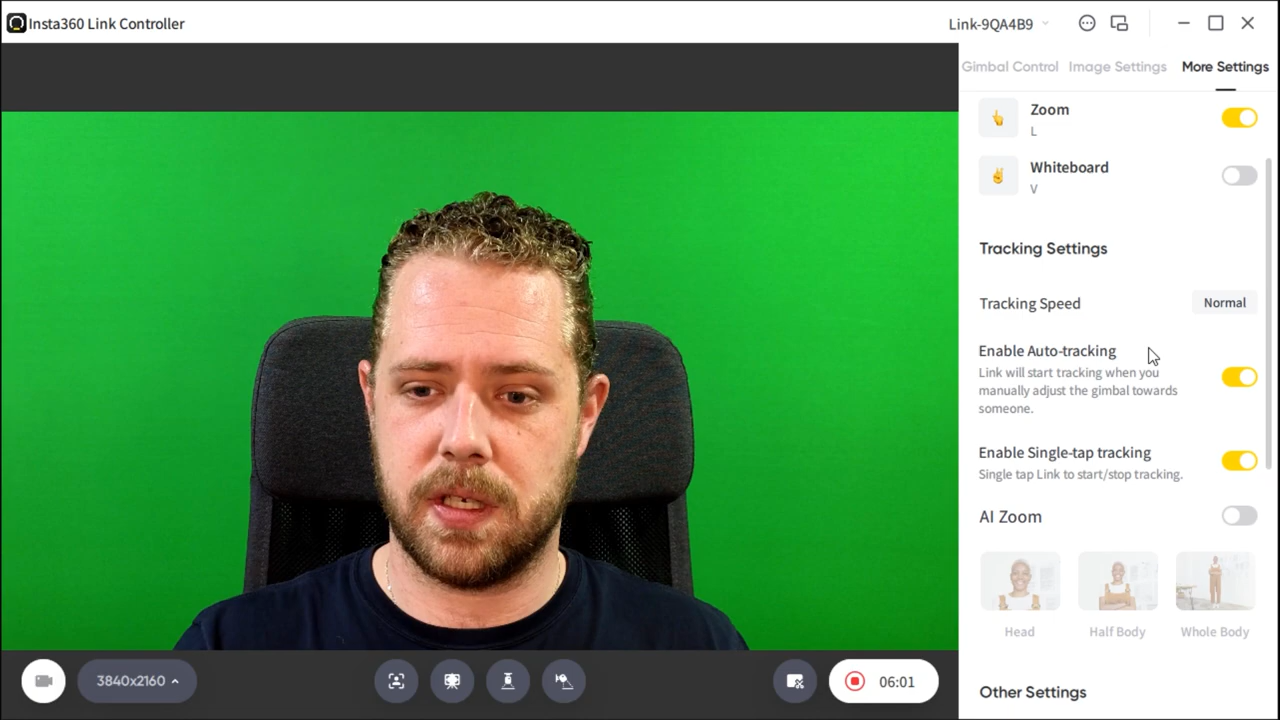 Insta360 Link Controller
Link-9QA4B9
Gimbal Control
Image Settings
More Settings
Zoom
L
Whiteboard
V
Tracking Settings
Tracking Speed
Normal
Enable Auto-tracking
Link will start tracking when you
manually adjust the gimbal towards
someone.
Enable Single-tap tracking
Single tap Link to start/stop tracking.
AI Zoom
Head
Half Body
Whole Body
Other Settings
3840x2160
06:01